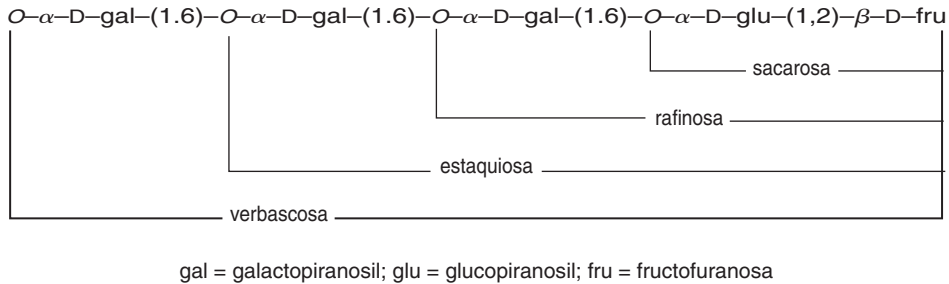 O–α–D–gal–(1.6)–O–α–D–gal–(1.6)–O–α–D–gal–(1.6)–O–α–D–glu–(1,2)–β–D–fru
sacarosa
rafinosa
estaquiosa
verbascosa
gal = galactopiranosil; glu = glucopiranosil; fru = fructofuranosa